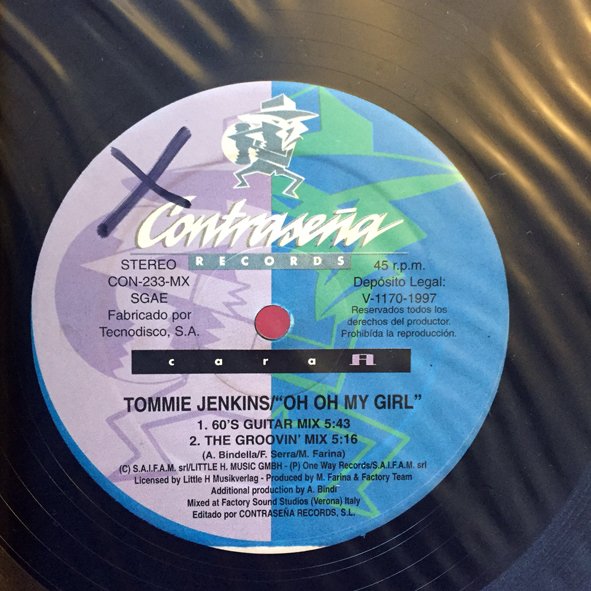 Contraseña
RECORDS
STEREO
CON-233-MX
SGAE
Fabricado por
Tecnodisco, S.A.
45 r.p.m.
Depósito Legal:
V-1170-1997
Reservados todos los
derechos del productor.
Prohibída la reproducción.
cara A
TOMMIE JENKINS/"OH OH MY GIRL"
1. 60'S GUITAR MIX 5:43
2. THE GROOVIN' MIX 5:16
(A. Bindella/F. Serra/M. Farina)
(C) S.A.I.F.A.M. srl/LITTLE H. MUSIC GMBH - (P) One Way Records/S.A.I.F.A.M. srl
Licensed by Little H Musikverlag - Produced by M. Farina & Factory Team
Additional production by A. Bindi
Mixed at Factory Sound Studios (Verona) Italy
Editado por CONTRASEÑA RECORDS, S.L.